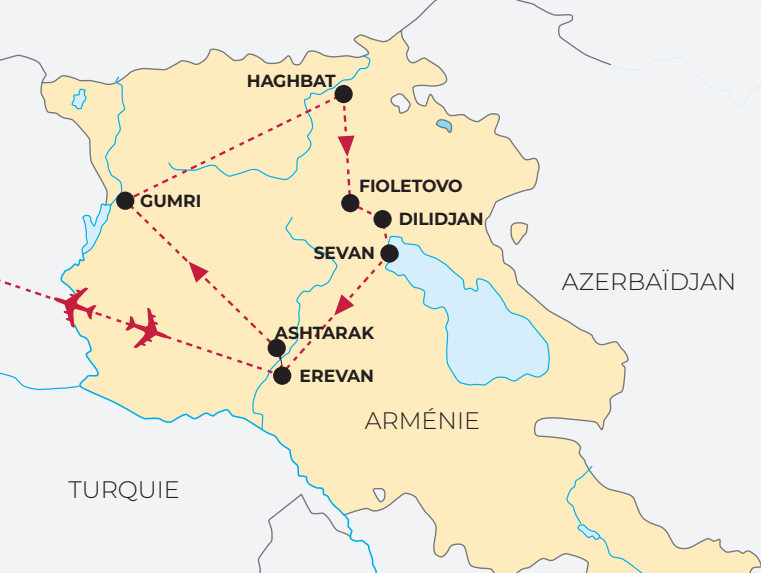 HAGHBAT
FIOLETOVO
GUMRI
DILIDJAN
SEVAN
AZERBAÏDJAN
ASHTARAK
EREVAN
ARMÉNIE
TURQUIE